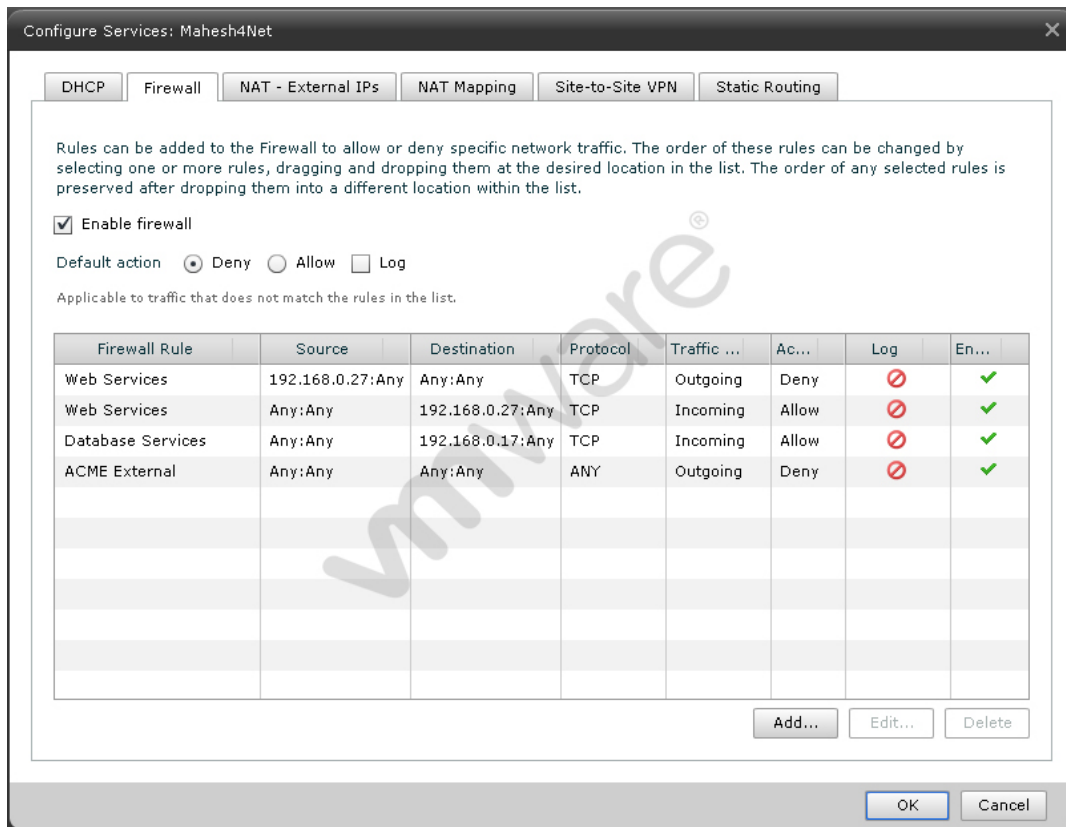 Configure Services: Mahesh4Net
DHCP Firewall NAT - External IPs NAT Mapping Site-to-Site VPN Static Routing
Rules can be added to the Firewall to allow or deny specific network traffic. The order of these rules can be changed by
selecting one or more rules, dragging and dropping them at the desired location in the list. The order of any selected rules is
preserved after dropping them into a different location within the list.
Enable firewall
Default action Deny Allow Log
Applicable to traffic that does not match the rules in the list.
Firewall Rule Source Destination Protocol Traffic ... Ac... Log En...
Web Services 192.168.0.27:Any Any:Any TCP Outgoing Deny
Web Services Any:Any 192.168.0.27:Any TCP Incoming Allow
Database Services Any:Any 192.168.0.17:Any TCP Incoming Allow
ACME External Any:Any Any:Any ANY Outgoing Deny
vmware®
Add... Edit... Delete
OK Cancel